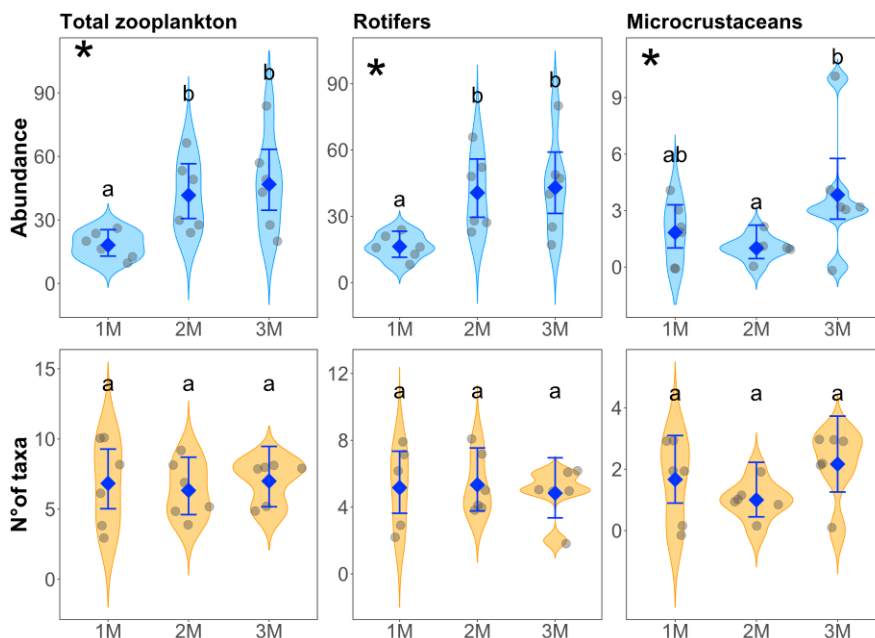 Total zooplankton
Rotifers
Microcrustaceans
Abundance
90
60
30
0
*
a
b
b
1M
2M
3M
90
60
30
0
*
a
b
b
1M
2M
3M
9
6
3
0
*
ab
a
b
1M
2M
3M
N°of taxa
15
10
5
0
a
a
a
1M
2M
3M
12
8
4
0
a
a
a
1M
2M
3M
4
2
0
a
a
a
1M
2M
3M